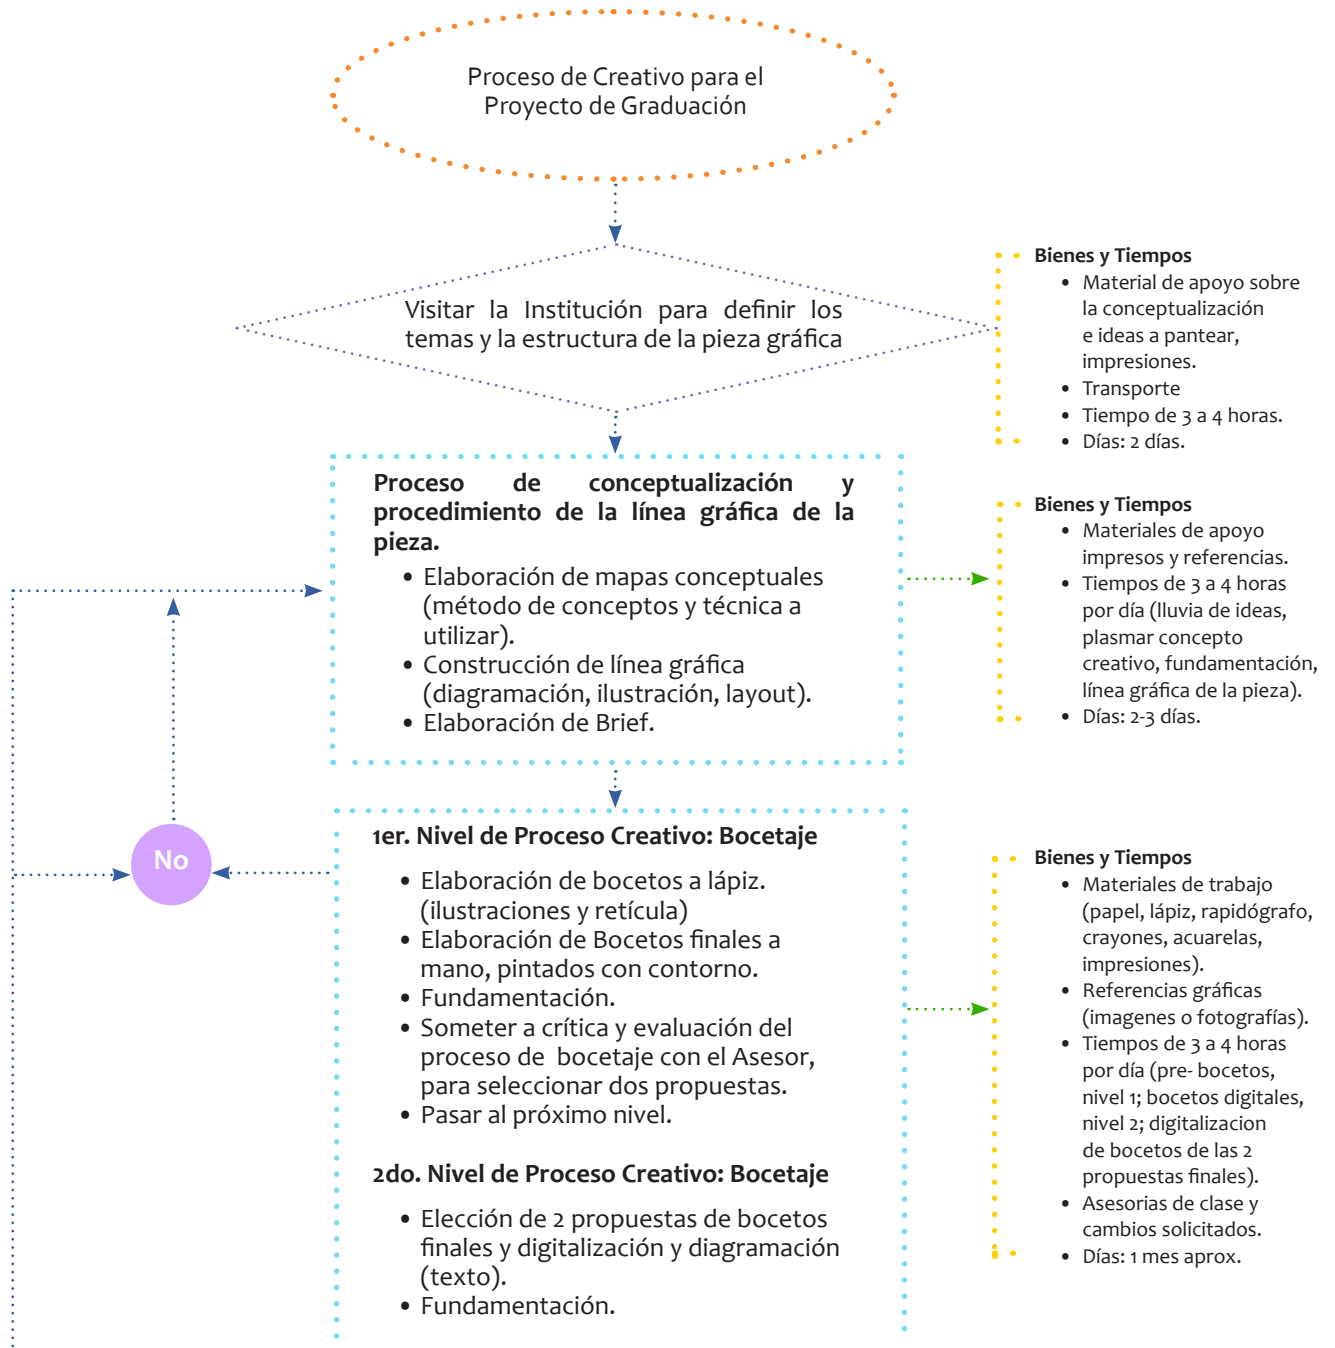 Proceso de Creativo para el
Proyecto de Graduación
Visitar la Institución para definir los
temas y la estructura de la pieza gráfica
Bienes y Tiempos
• Material de apoyo sobre
la conceptualización
e ideas a pantear,
impresiones.
• Transporte
• Tiempo de 3 a 4 horas.
• Días: 2 días.
Proceso de conceptualización y
procedimiento de la línea gráfica de la
pieza.
• Elaboración de mapas conceptuales
(método de conceptos y técnica a
utilizar).
• Construcción de línea gráfica
(diagramación, ilustración, layout).
• Elaboración de Brief.
Bienes y Tiempos
• Materiales de apoyo
impresos y referencias.
• Tiempos de 3 a 4 horas
por día (lluvia de ideas,
plasmar concepto
creativo, fundamentación,
línea gráfica de la pieza).
• Días: 2-3 días.
No
1er. Nivel de Proceso Creativo: Bocetaje
• Elaboración de bocetos a lápiz.
(ilustraciones y retícula)
• Elaboración de Bocetos finales a
mano, pintados con contorno.
• Fundamentación.
• Someter a crítica y evaluación del
proceso de bocetaje con el Asesor,
para seleccionar dos propuestas.
• Pasar al próximo nivel.
2do. Nivel de Proceso Creativo: Bocetaje
• Elección de 2 propuestas de bocetos
finales y digitalización y diagramación
(texto).
• Fundamentación.
Bienes y Tiempos
• Materiales de trabajo
(papel, lápiz, rapidógrafo,
crayones, acuarelas,
impresiones).
• Referencias gráficas
(imagenes o fotografías).
• Tiempos de 3 a 4 horas
por día (pre- bocetos,
nivel 1; bocetos digitales,
nivel 2; digitalizacion
de bocetos de las 2
propuestas finales).
• Asesorias de clase y
cambios solicitados.
• Días: 1 mes aprox.